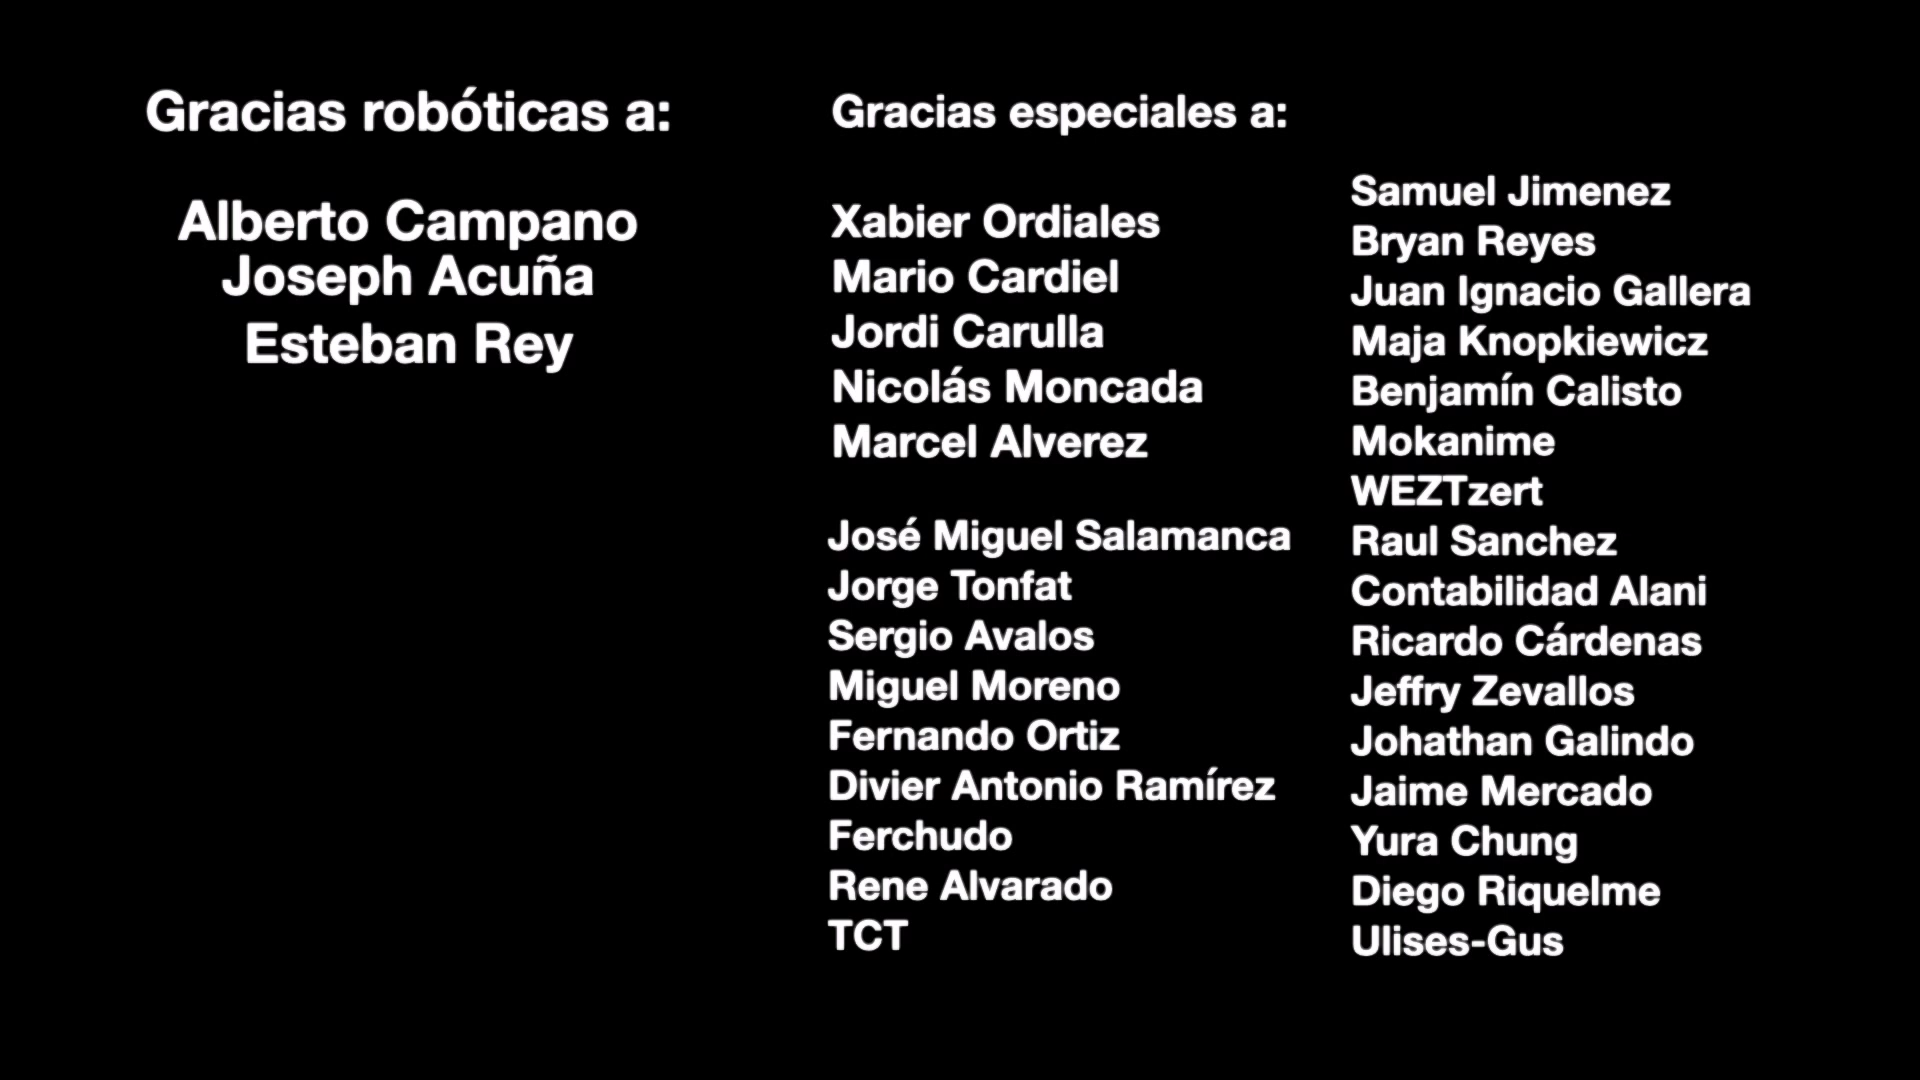 Gracias robóticas a:
Alberto Campano
Joseph Acuña
Esteban Rey
Gracias especiales a:
Xabier Ordiales
Mario Cardiel
Jordi Carulla
Nicolás Moncada
Marcel Alverez
José Miguel Salamanca
Jorge Tonfat
Sergio Avalos
Miguel Moreno
Fernando Ortiz
Divier Antonio Ramírez
Ferchudo
Rene Alvarado
TCT
Samuel Jimenez
Bryan Reyes
Juan Ignacio Gallera
Maja Knopkiewicz
Benjamín Calisto
Mokanime
WEZTzert
Raul Sanchez
Contabilidad Alani
Ricardo Cárdenas
Jeffry Zevallos
Johathan Galindo
Jaime Mercado
Yura Chung
Diego Riquelme
Ulises-Gus